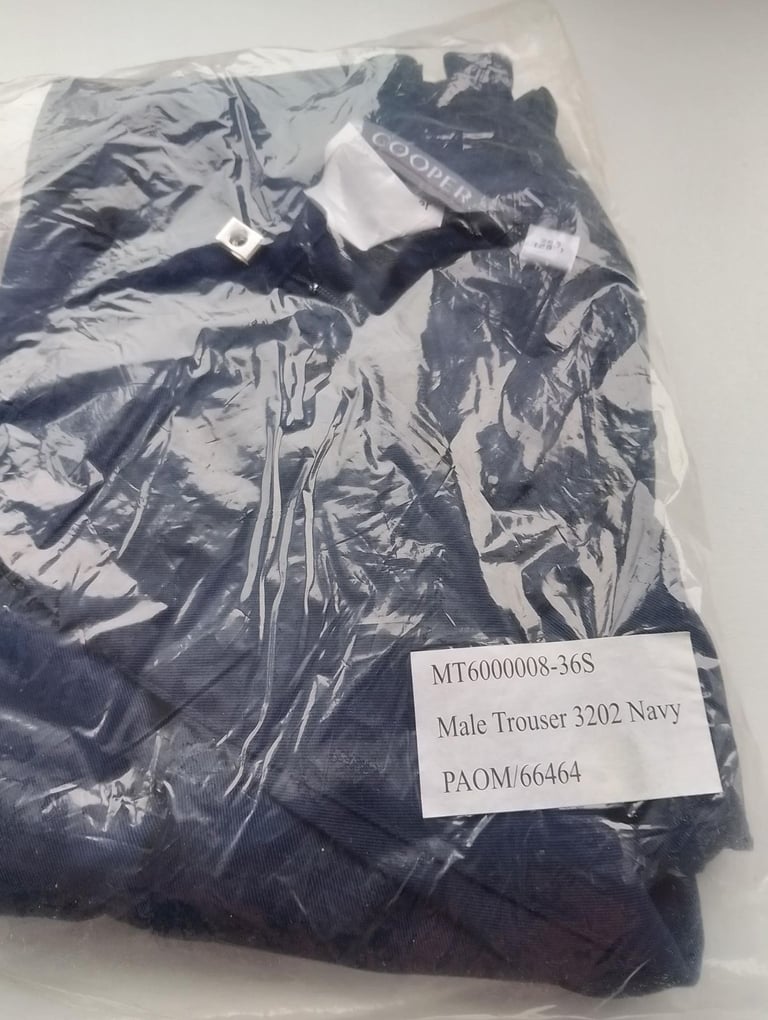 COOPER
MT6000008-36S
Male Trouser 3202 Navy
PAOM/66464